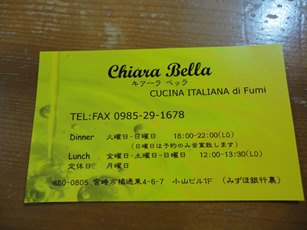 Chiara Bella
キアーラ ベッラ
CUCINA ITALIANA di Fumi
TEL:FAX 0985-29-1678
Dinner 火曜日-日曜日 18:00-22:00(LO)
(日曜日は予約のみ営業致します)
Lunch 金曜日-土曜日-日曜日 12:00-13:30(LO)
定休日 月曜日
880-0805 宮崎市橘通東4-6-7 小山ビル1F (みずほ銀行裏)